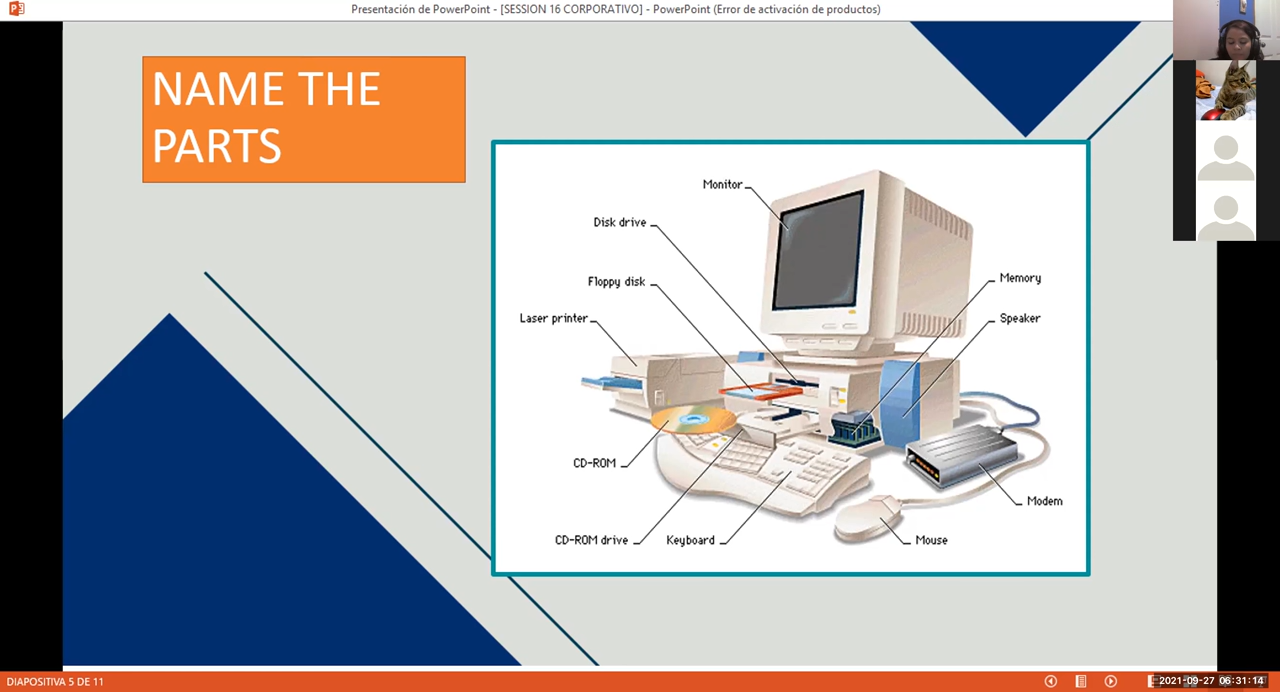 Presentación de PowerPoint - [SESSION 16 CORPORATIVO] - PowerPoint (Error de activación de productos)
NAME THE
PARTS
Monitor
Disk drive
Floppy disk
Laser printer
Memory
Speaker
CD-ROM
Modem
CD-ROM drive
Keyboard
Mouse
DIAPOSITIVA 5 DE 11
2021-09-27 06:31:14